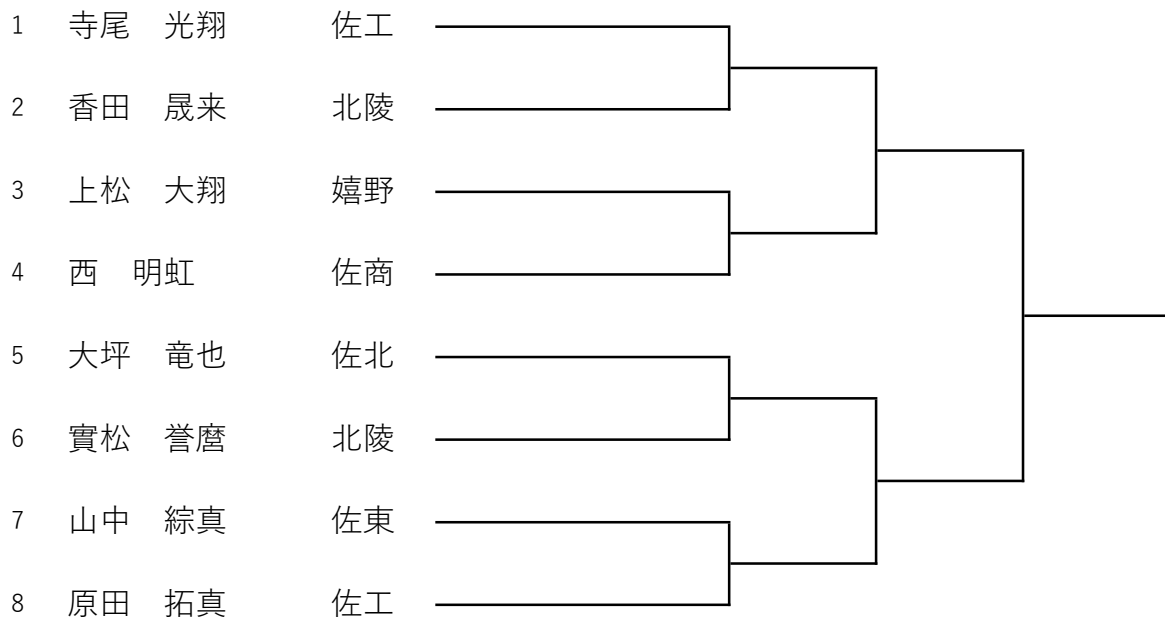 1 寺尾　光翔 佐工
2 香田　晟来 北陵
3 上松　大翔 嬉野
4 西　明虹 佐商
5 大坪　竜也 佐北
6 實松　誉麿 北陵
7 山中　綜真 佐東
8 原田　拓真 佐工